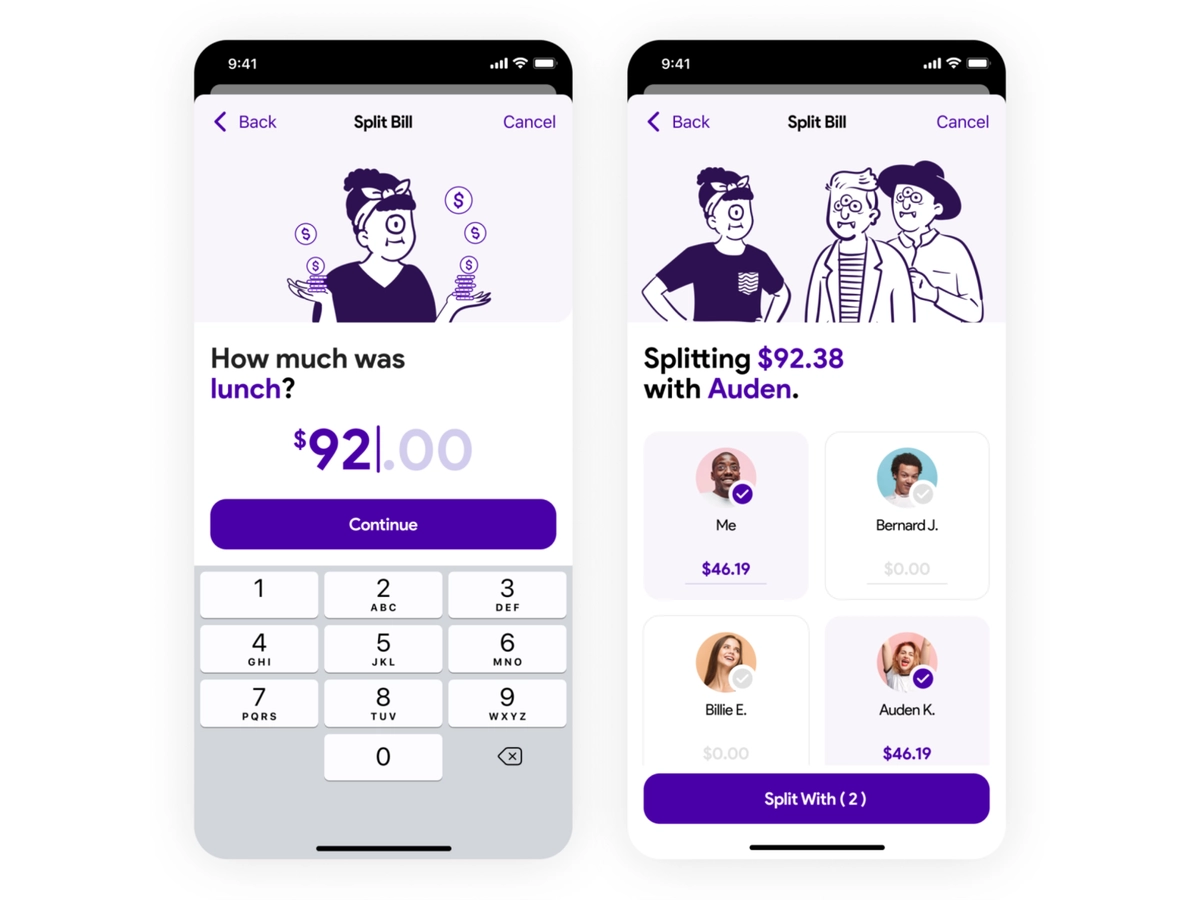 9:41
Back
Split Bill
Cancel
$
$
$
$
$
How much was
lunch?
$92.00
Continue
1
2
ABC
3
DEF
4
GHI
5
JKL
6
MNO
7
PQRS
8
TUV
9
WXYZ
0
9:41
Back
Split Bill
Cancel
Splitting $92.38
with Auden.
Me
$46.19
Bernard J.
$0.00
Billie E.
$0.00
Auden K.
$46.19
Split With ( 2 )